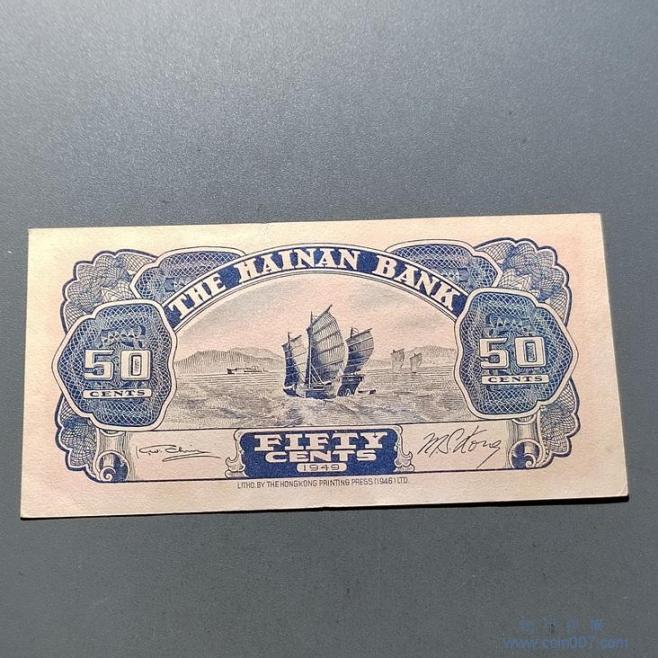 THE HAINAN BANK
50
CENTS
50
CENTS
FIFTY
CENTS
1949
LITHO. BY THE HONGKONG PRINTING PRESS (1946) LTD.
www.coin007.com